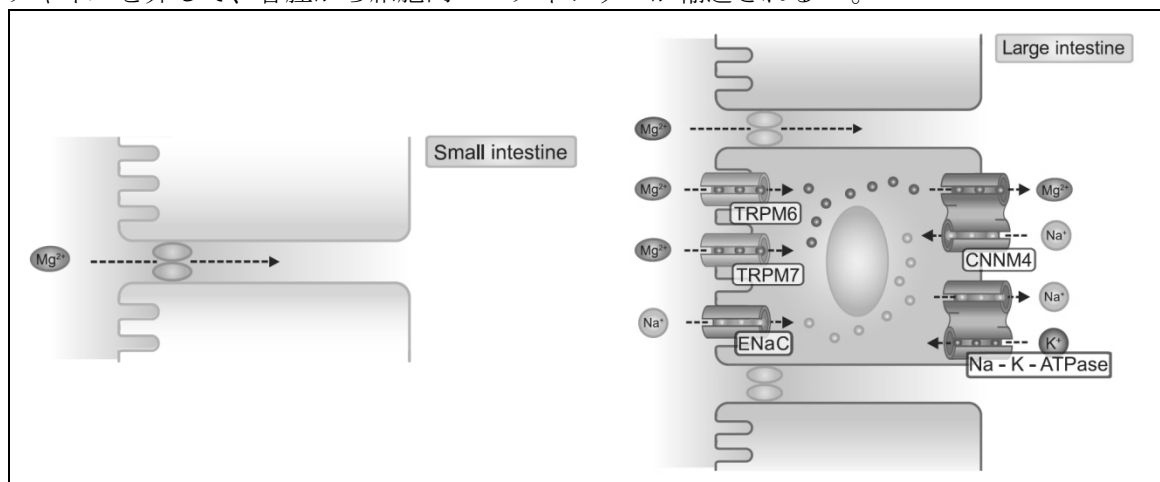 Small intestine
Mg²⁺
Large intestine
Mg²⁺
Mg²⁺
TRPM6
Mg²⁺
TRPM7
Na⁺
ENaC
Mg²⁺
Na⁺
CNNM4
Na⁺
K⁺
Na - K - ATPase